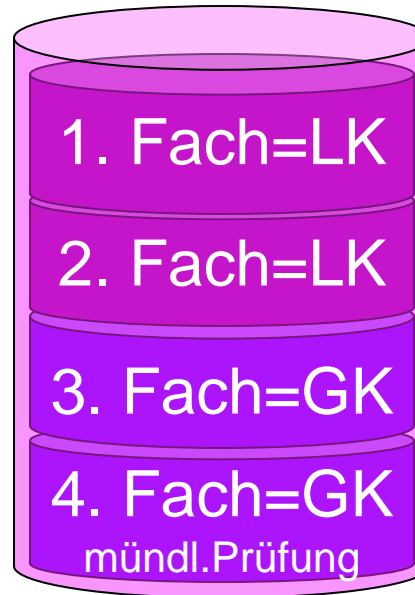 1. Fach=LK
2. Fach=LK
3. Fach=GK
4. Fach=GK
mündl.Prüfung